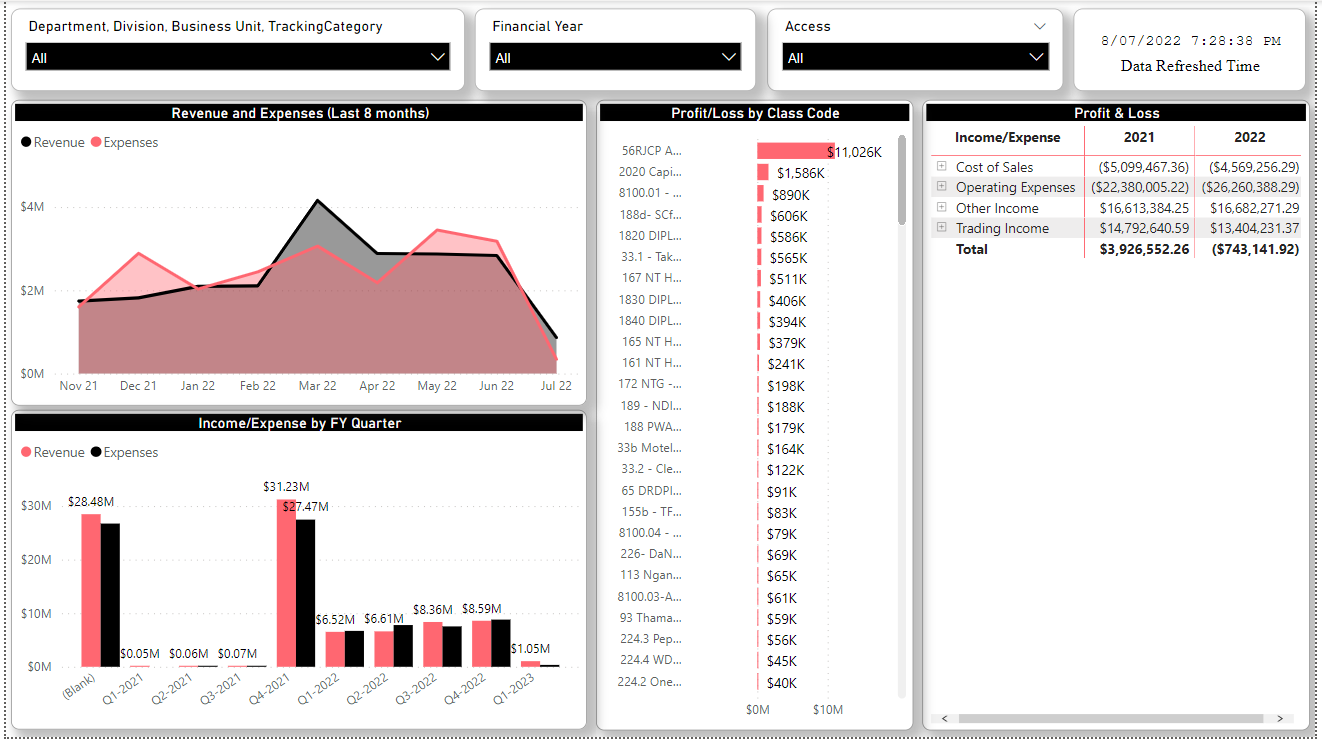 Department, Division, Business Unit, TrackingCategory
All
Financial Year
All
Access
All
8/07/2022 7:28:38 PM
Data Refreshed Time
Revenue and Expenses (Last 8 months)
Revenue Expenses
$4M
$2M
$0M
Nov 21 Dec 21 Jan 22 Feb 22 Mar 22 Apr 22 May 22 Jun 22 Jul 22
Income/Expense by FY Quarter
Revenue Expenses
$30M
$20M
$10M
$0M
$28.48M
$0.05M
$0.06M
$0.07M
$31.23M
$27.47M
$6.52M
$6.61M
$8.36M
$8.59M
$1.05M
(Blank) Q1-2021 Q2-2021 Q3-2021 Q4-2021 Q1-2022 Q2-2022 Q3-2022 Q4-2022 Q1-2023
Profit/Loss by Class Code
56RJCP A... $11,026K
2020 Capi... $1,586K
8100.01 - ... $890K
188d- SCf... $606K
1820 DIPL... $586K
33.1 - Tak... $565K
167 NT H... $511K
1830 DIPL... $406K
1840 DIPL... $394K
165 NT H... $379K
161 NT H... $241K
172 NTG -... $198K
189 - NDI... $188K
188 PWA... $179K
33b Motel... $164K
33.2 - Cle... $122K
65 DRDPI... $91K
155b - TF... $83K
8100.04 - ... $79K
226- DaN... $69K
113 Ngan... $65K
8100.03-A... $61K
93 Thama... $59K
224.3 Pep... $56K
224.4 WD... $45K
224.2 One... $40K
$0M $10M
Profit & Loss
Income/Expense 2021 2022
Cost of Sales ($5,099,467.36) ($4,569,256.29)
Operating Expenses ($22,380,005.22) ($26,260,388.29)
Other Income $16,613,384.25 $16,682,271.29
Trading Income $14,792,640.59 $13,404,231.37
Total $3,926,552.26 ($743,141.92)